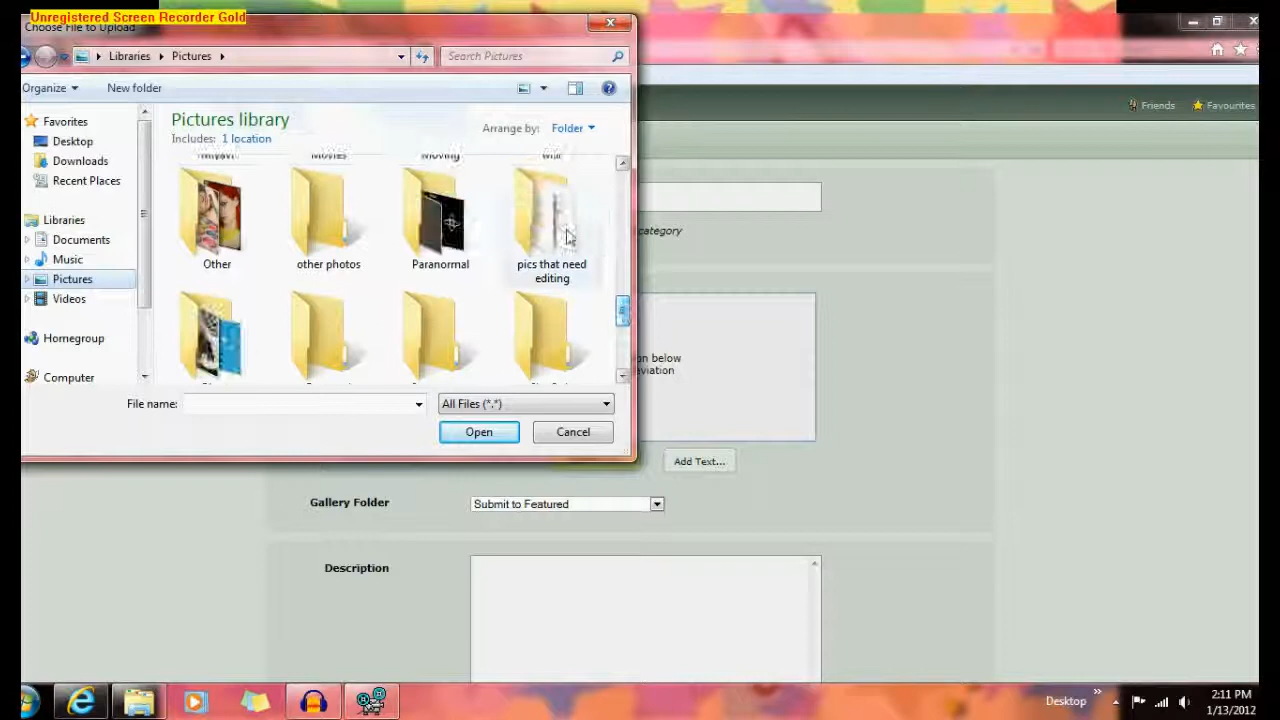 Unregistered Screen Recorder Gold
Choose File to Upload
Libraries
Pictures
Search Pictures
Organize
New folder
Friends
Favourites
Favorites
Desktop
Downloads
Recent Places
Libraries
Documents
Music
Pictures
Videos
Homegroup
Computer
Pictures library
Includes: 1 location
Arrange by: Folder
Movies
Moving
Other
other photos
Paranormal
pics that need
editing
category
on below
eviation
File name:
All Files (*.*)
Open
Cancel
Add Text...
Gallery Folder
Submit to Featured
Description
Desktop
2:11 PM
1/13/2012